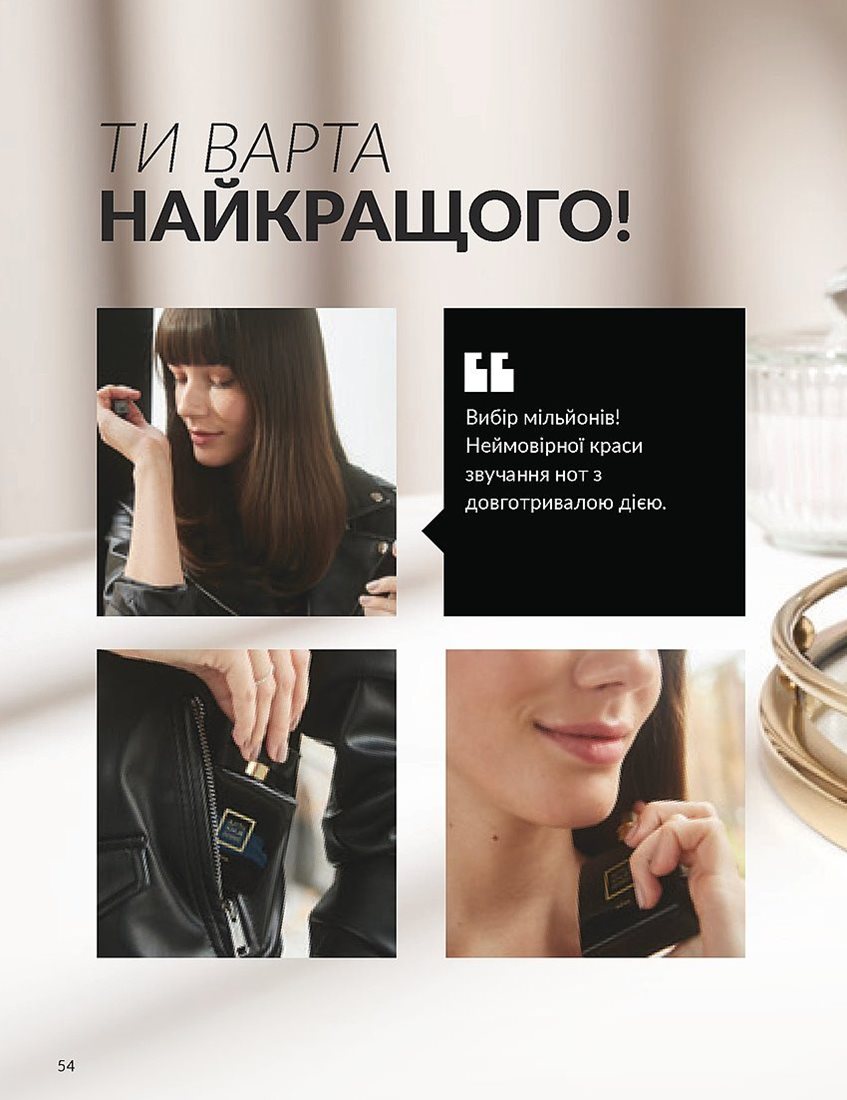 ТИ ВАРТА
НАЙКРАЩОГО!
Вибір мільйонів!
Неймовірної краси
звучання нот з
довготривалою дією.
54